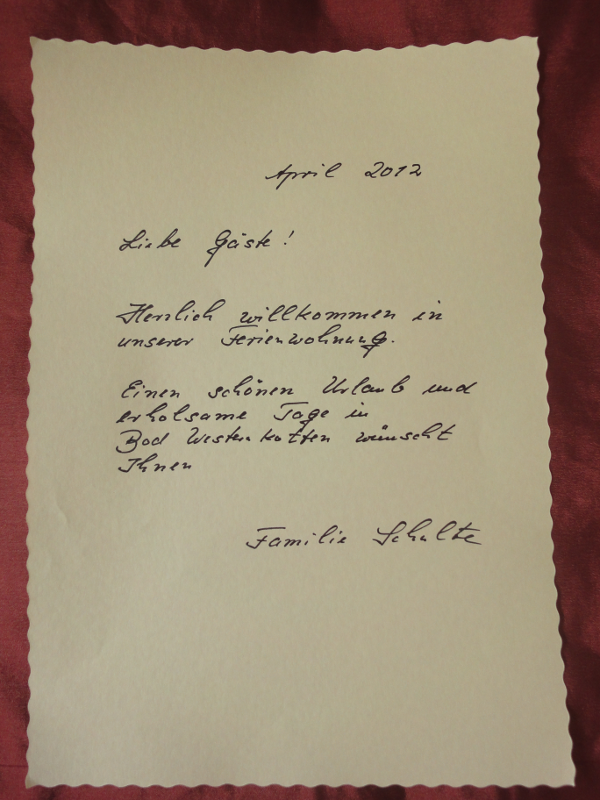 April 2012
Liebe Gäste!
Herzlich willkommen in
unserer Ferienwohnung.
Einen schönen Urlaub und
erholsame Tage in
Bad Westernkotten wünscht
Ihnen
Familie Schulte